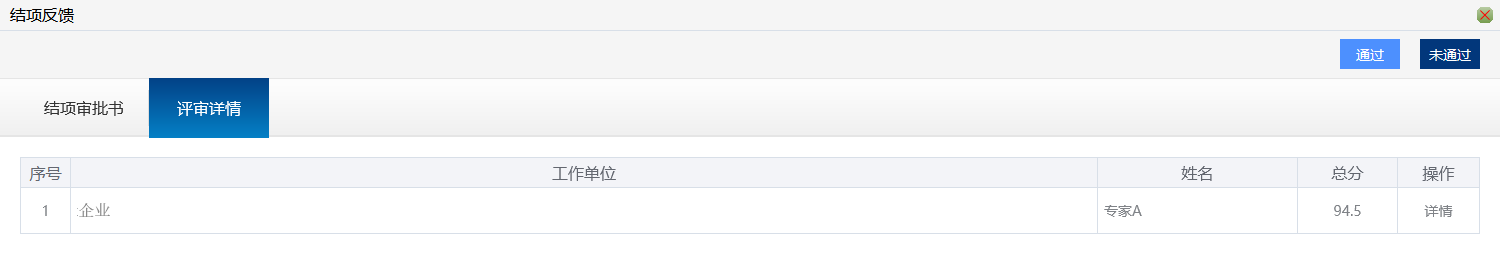 结项反馈
通过 未通过
结项审批书 评审详情
序号 工作单位 姓名 总分 操作
1 企业 专家A 94.5 详情